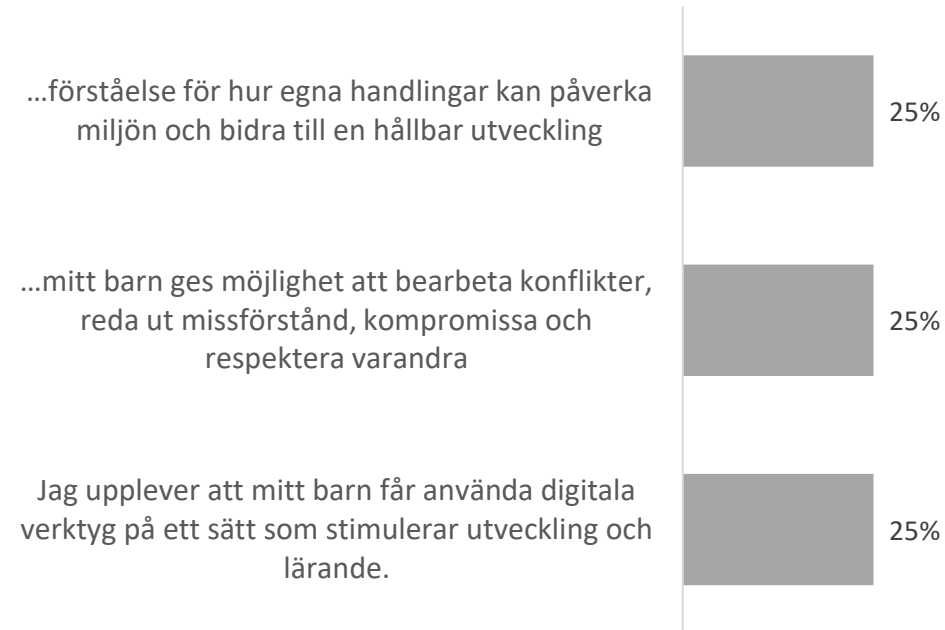 …förståelse för hur egna handlingar kan påverka
miljön och bidra till en hållbar utveckling
25%
…mitt barn ges möjlighet att bearbeta konflikter,
reda ut missförstånd, kompromissa och
respektera varandra
25%
Jag upplever att mitt barn får använda digitala
verktyg på ett sätt som stimulerar utveckling och
lärande.
25%